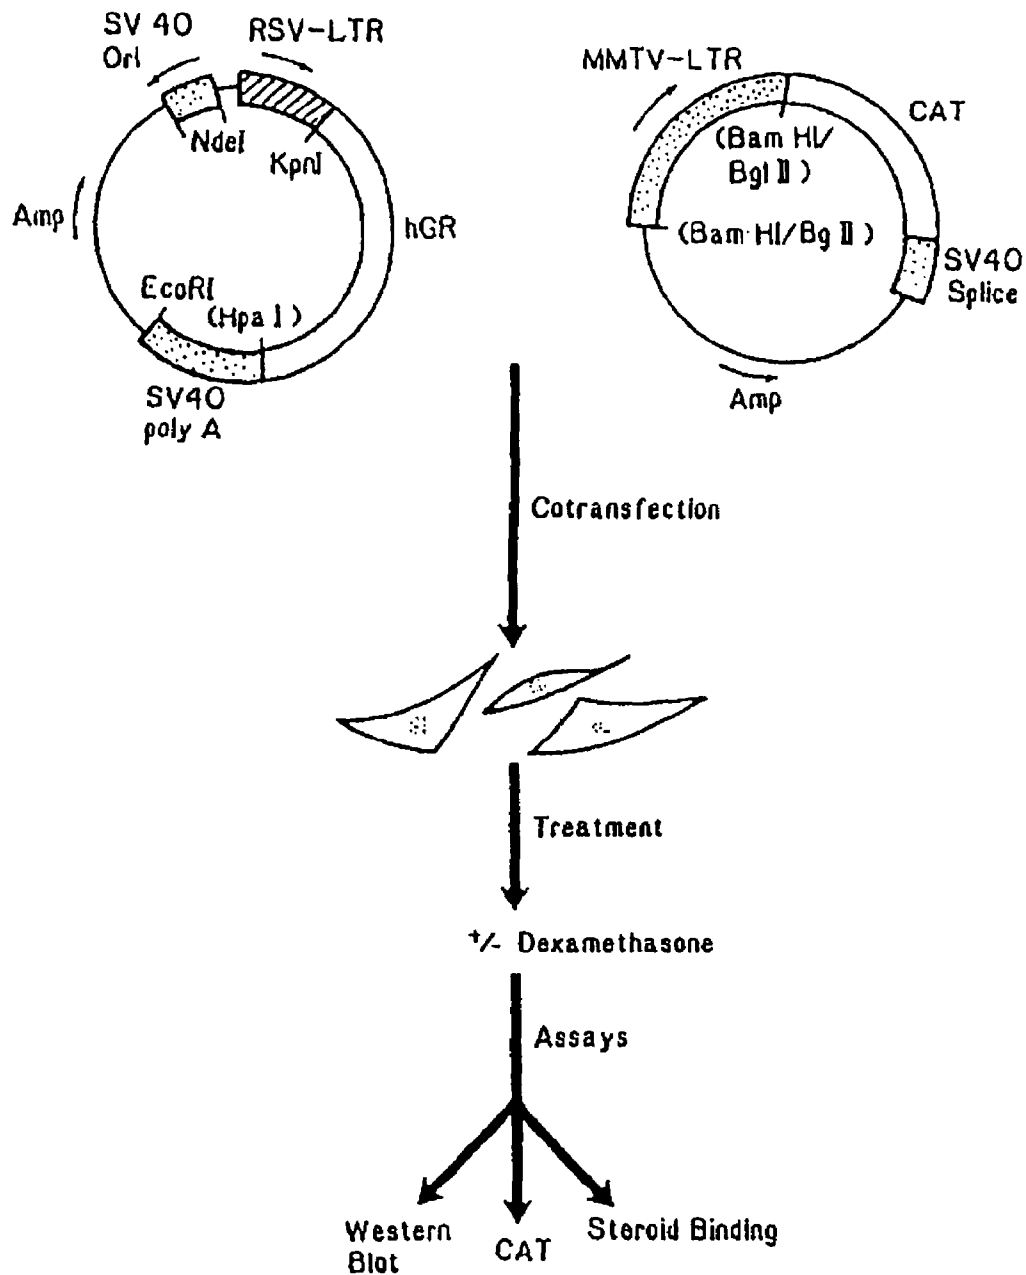 SV 40
Ori
RSV-LTR
NdeI
KpnI
Amp
hGR
EcoRI
(Hpa I)
SV40
poly A
MMTV-LTR
CAT
(Bam HI/
Bgl II)
(Bam HI/Bg II)
SV40
Splice
Amp
Cotransfection
Treatment
+/- Dexamethasone
Assays
Western
Blot
CAT
Steroid Binding